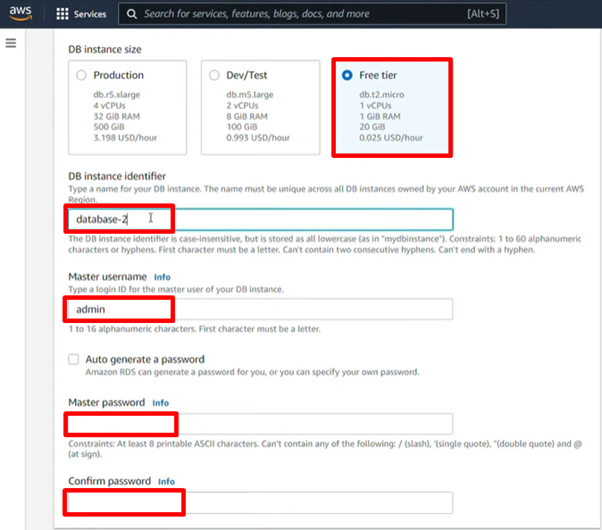 aws
Services
Search for services, features, blogs, docs, and more
[Alt+S]
DB instance size
Production
db.r5.xlarge
4 vCPUs
32 GiB RAM
500 GiB
3.198 USD/hour
Dev/Test
db.m5.large
2 vCPUs
8 GiB RAM
100 GiB
0.993 USD/hour
Free tier
db.t2.micro
1 vCPUs
1 GiB RAM
20 GiB
0.025 USD/hour
DB instance identifier
Type a name for your DB instance. The name must be unique across all DB instances owned by your AWS account in the current AWS
Region.
database-2
The DB instance identifier is case-insensitive, but is stored as all lowercase (as in "mydbinstance"). Constraints: 1 to 60 alphanumeric
characters or hyphens. First character must be a letter. Can't contain two consecutive hyphens. Can't end with a hyphen.
Master username Info
Type a login ID for the master user of your DB instance.
admin
1 to 16 alphanumeric characters. First character must be a letter.
Auto generate a password
Amazon RDS can generate a password for you, or you can specify your own password.
Master password Info
Constraints: At least 8 printable ASCII characters. Can't contain any of the following: / (slash), '(single quote), "(double quote) and @
(at sign).
Confirm password Info